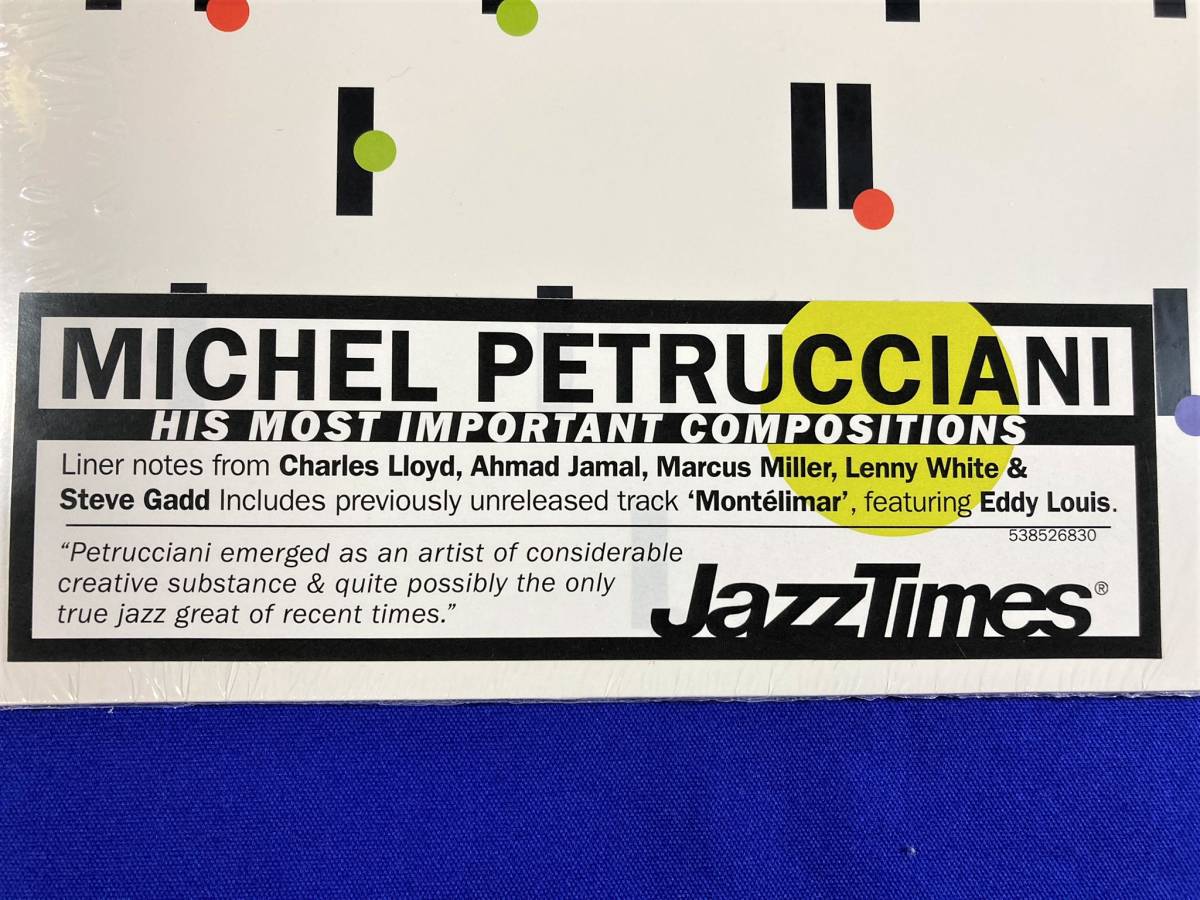 MICHEL PETRUCCIANI
HIS MOST IMPORTANT COMPOSITIONS
Liner notes from Charles Lloyd, Ahmad Jamal, Marcus Miller, Lenny White &
Steve Gadd Includes previously unreleased track ‘Montélimar’, featuring Eddy Louis.
538526830
“Petrucciani emerged as an artist of considerable
creative substance & quite possibly the only
true jazz great of recent times.”
JazzTimes®